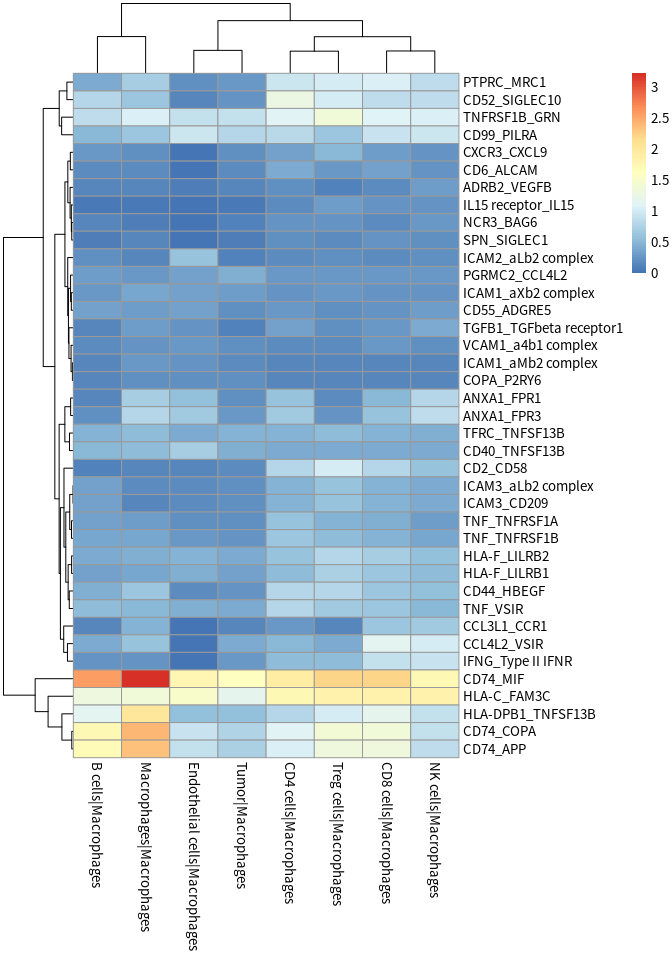 PTPRC_MRC1
CD52_SIGLEC10
TNFRSF1B_GRN
CD99_PILRA
CXCR3_CXCL9
CD6_ALCAM
ADRB2_VEGFB
IL15 receptor_IL15
NCR3_BAG6
SPN_SIGLEC1
ICAM2_aLb2 complex
PGRMC2_CCL4L2
ICAM1_aXb2 complex
CD55_ADGRE5
TGFB1_TGFbeta receptor1
VCAM1_a4b1 complex
ICAM1_aMb2 complex
COPA_P2RY6
ANXA1_FPR1
ANXA1_FPR3
TFRC_TNFSF13B
CD40_TNFSF13B
CD2_CD58
ICAM3_aLb2 complex
ICAM3_CD209
TNF_TNFRSF1A
TNF_TNFRSF1B
HLA-F_LILRB2
HLA-F_LILRB1
CD44_HBEGF
TNF_VSIR
CCL3L1_CCR1
CCL4L2_VSIR
IFNG_Type II IFNR
CD74_MIF
HLA-C_FAM3C
HLA-DPB1_TNFSF13B
CD74_COPA
CD74_APP
3
2.5
2
1.5
1
0.5
0
B cells|Macrophages
Macrophages|Macrophages
Endothelial cells|Macrophages
Tumor|Macrophages
CD4 cells|Macrophages
Treg cells|Macrophages
CD8 cells|Macrophages
NK cells|Macrophages